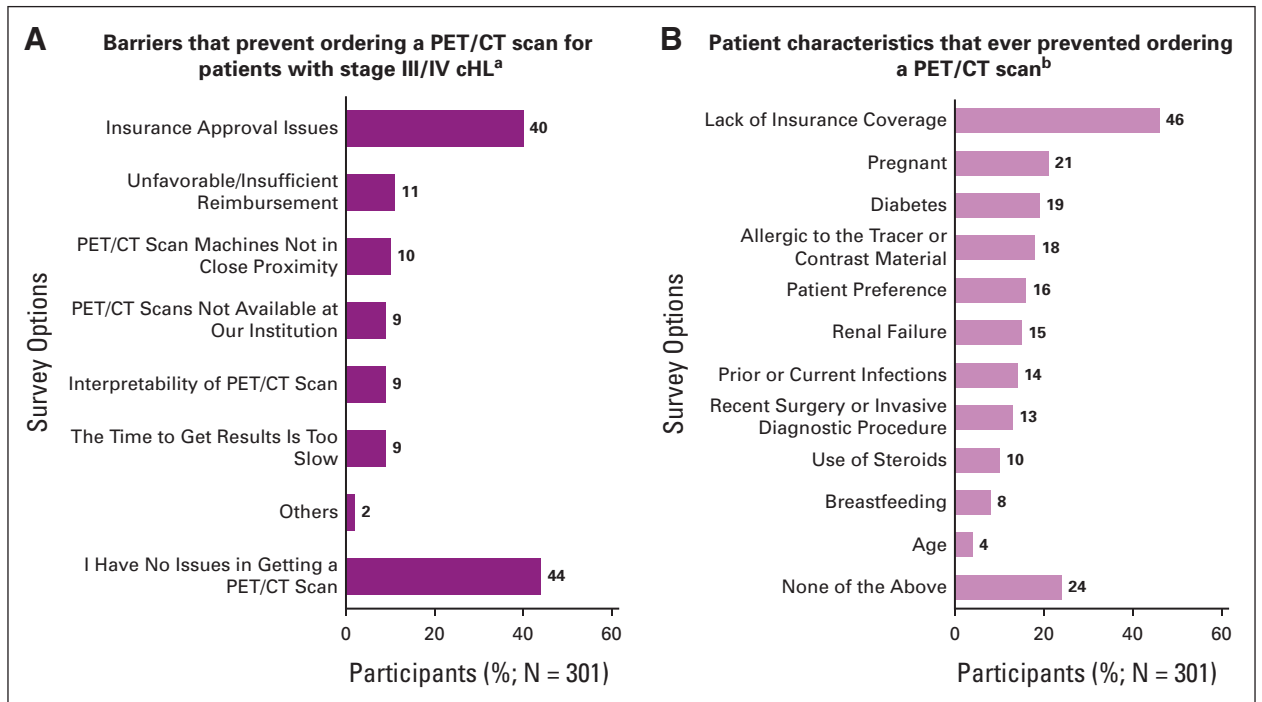 A
Barriers that prevent ordering a PET/CT scan for
patients with stage III/IV cHLa
Survey Options
Insurance Approval Issues
40
Unfavorable/Insufficient
Reimbursement
11
PET/CT Scan Machines Not in
Close Proximity
10
PET/CT Scans Not Available at
Our Institution
9
Interpretability of PET/CT Scan
9
The Time to Get Results Is Too
Slow
9
Others
2
I Have No Issues in Getting a
PET/CT Scan
44
0 20 40 60
Participants (%; N = 301)
B
Patient characteristics that ever prevented ordering
a PET/CT scanb
Survey Options
Lack of Insurance Coverage
46
Pregnant
21
Diabetes
19
Allergic to the Tracer or
Contrast Material
18
Patient Preference
16
Renal Failure
15
Prior or Current Infections
14
Recent Surgery or Invasive
Diagnostic Procedure
13
Use of Steroids
10
Breastfeeding
8
Age
4
None of the Above
24
0 20 40 60
Participants (%; N = 301)